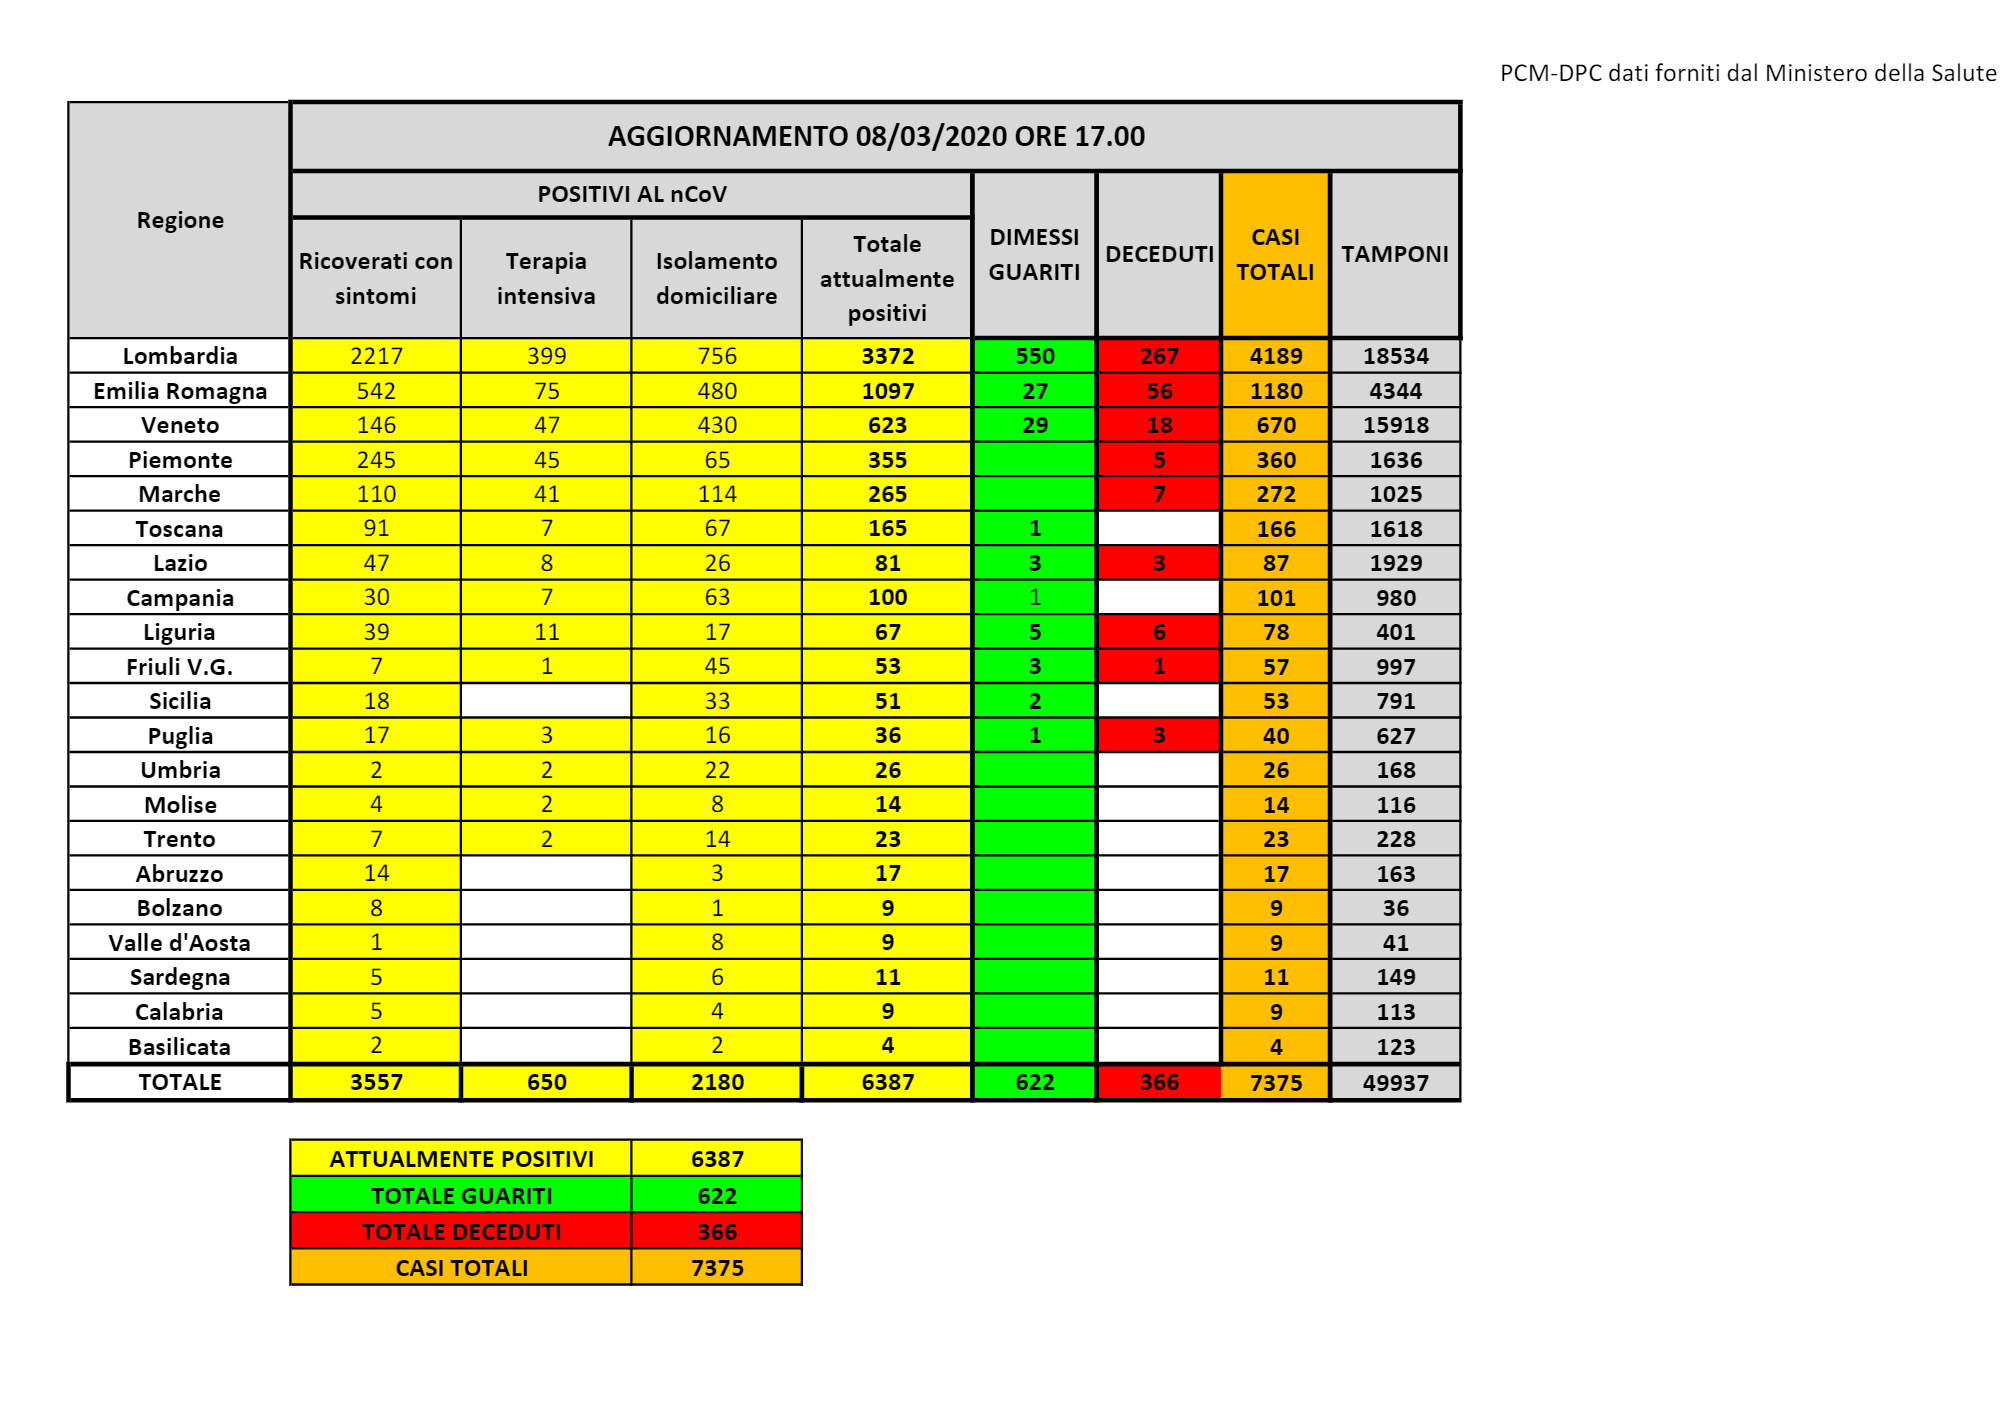 PCM-DPC dati forniti dal Ministero della Salute
AGGIORNAMENTO 08/03/2020 ORE 17.00
Regione
POSITIVI AL nCoV
DIMESSI
GUARITI
DECEDUTI
CASI
TOTALI
TAMPONI
Ricoverati con
sintomi
Terapia
intensiva
Isolamento
domiciliare
Totale
attualmente
positivi
Lombardia 2217 399 756 3372 550 267 4189 18534
Emilia Romagna 542 75 480 1097 27 56 1180 4344
Veneto 146 47 430 623 29 18 670 15918
Piemonte 245 45 65 355 5 360 1636
Marche 110 41 114 265 7 272 1025
Toscana 91 7 67 165 1 166 1618
Lazio 47 8 26 81 3 3 87 1929
Campania 30 7 63 100 1 101 980
Liguria 39 11 17 67 5 6 78 401
Friuli V.G. 7 1 45 53 3 1 57 997
Sicilia 18 33 51 2 53 791
Puglia 17 3 16 36 1 3 40 627
Umbria 2 2 22 26 26 168
Molise 4 2 8 14 14 116
Trento 7 2 14 23 23 228
Abruzzo 14 3 17 17 163
Bolzano 8 1 9 9 36
Valle d'Aosta 1 8 9 9 41
Sardegna 5 6 11 11 149
Calabria 5 4 9 9 113
Basilicata 2 2 4 4 123
TOTALE 3557 650 2180 6387 622 366 7375 49937
ATTUALMENTE POSITIVI 6387
TOTALE GUARITI 622
TOTALE DECEDUTI 366
CASI TOTALI 7375